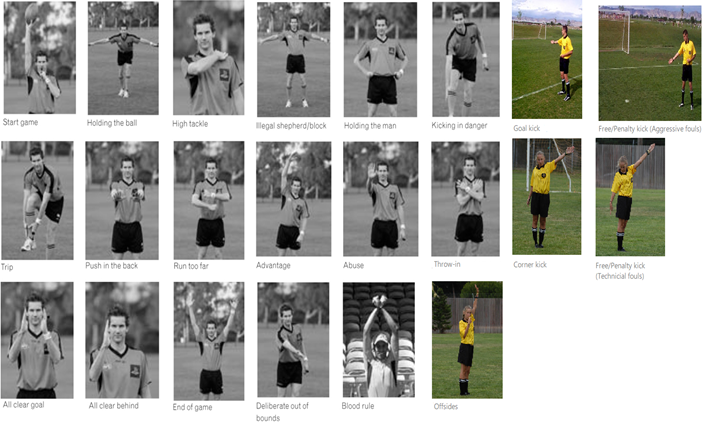 Start game
Holding the ball
High tackle
Illegal shepherd/block
Holding the man
Kicking in danger
Goal kick
Free/Penalty kick (Aggressive fouls)
Trip
Push in the back
Run too far
Advantage
Abuse
Throw-in
Corner kick
Free/Penalty kick
(Technicial fouls)
All clear goal
All clear behind
End of game
Deliberate out of
bounds
Blood rule
Offsides